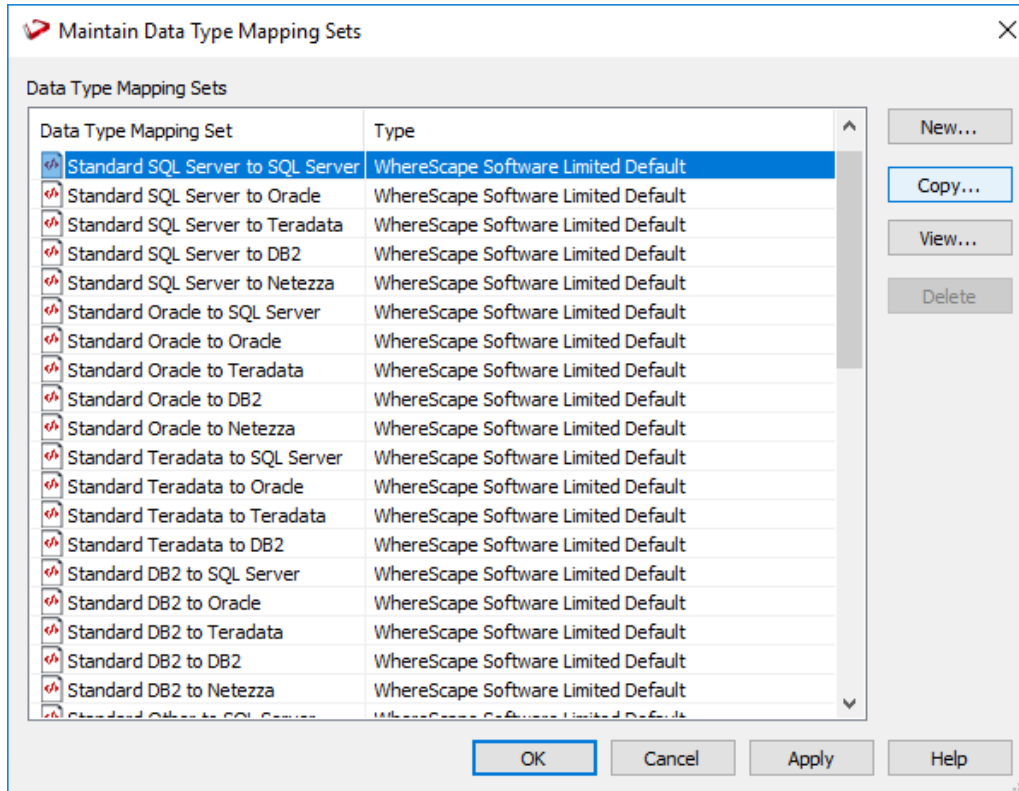 Maintain Data Type Mapping Sets
Data Type Mapping Sets
Data Type Mapping Set Type
Standard SQL Server to SQL Server WhereScape Software Limited Default
Standard SQL Server to Oracle WhereScape Software Limited Default
Standard SQL Server to Teradata WhereScape Software Limited Default
Standard SQL Server to DB2 WhereScape Software Limited Default
Standard SQL Server to Netezza WhereScape Software Limited Default
Standard Oracle to SQL Server WhereScape Software Limited Default
Standard Oracle to Oracle WhereScape Software Limited Default
Standard Oracle to Teradata WhereScape Software Limited Default
Standard Oracle to DB2 WhereScape Software Limited Default
Standard Oracle to Netezza WhereScape Software Limited Default
Standard Teradata to SQL Server WhereScape Software Limited Default
Standard Teradata to Oracle WhereScape Software Limited Default
Standard Teradata to Teradata WhereScape Software Limited Default
Standard Teradata to DB2 WhereScape Software Limited Default
Standard DB2 to SQL Server WhereScape Software Limited Default
Standard DB2 to Oracle WhereScape Software Limited Default
Standard DB2 to Teradata WhereScape Software Limited Default
Standard DB2 to DB2 WhereScape Software Limited Default
Standard DB2 to Netezza WhereScape Software Limited Default
Standard Other to SQL Server WhereScape Software Limited Default
New...
Copy...
View...
Delete
OK Cancel Apply Help